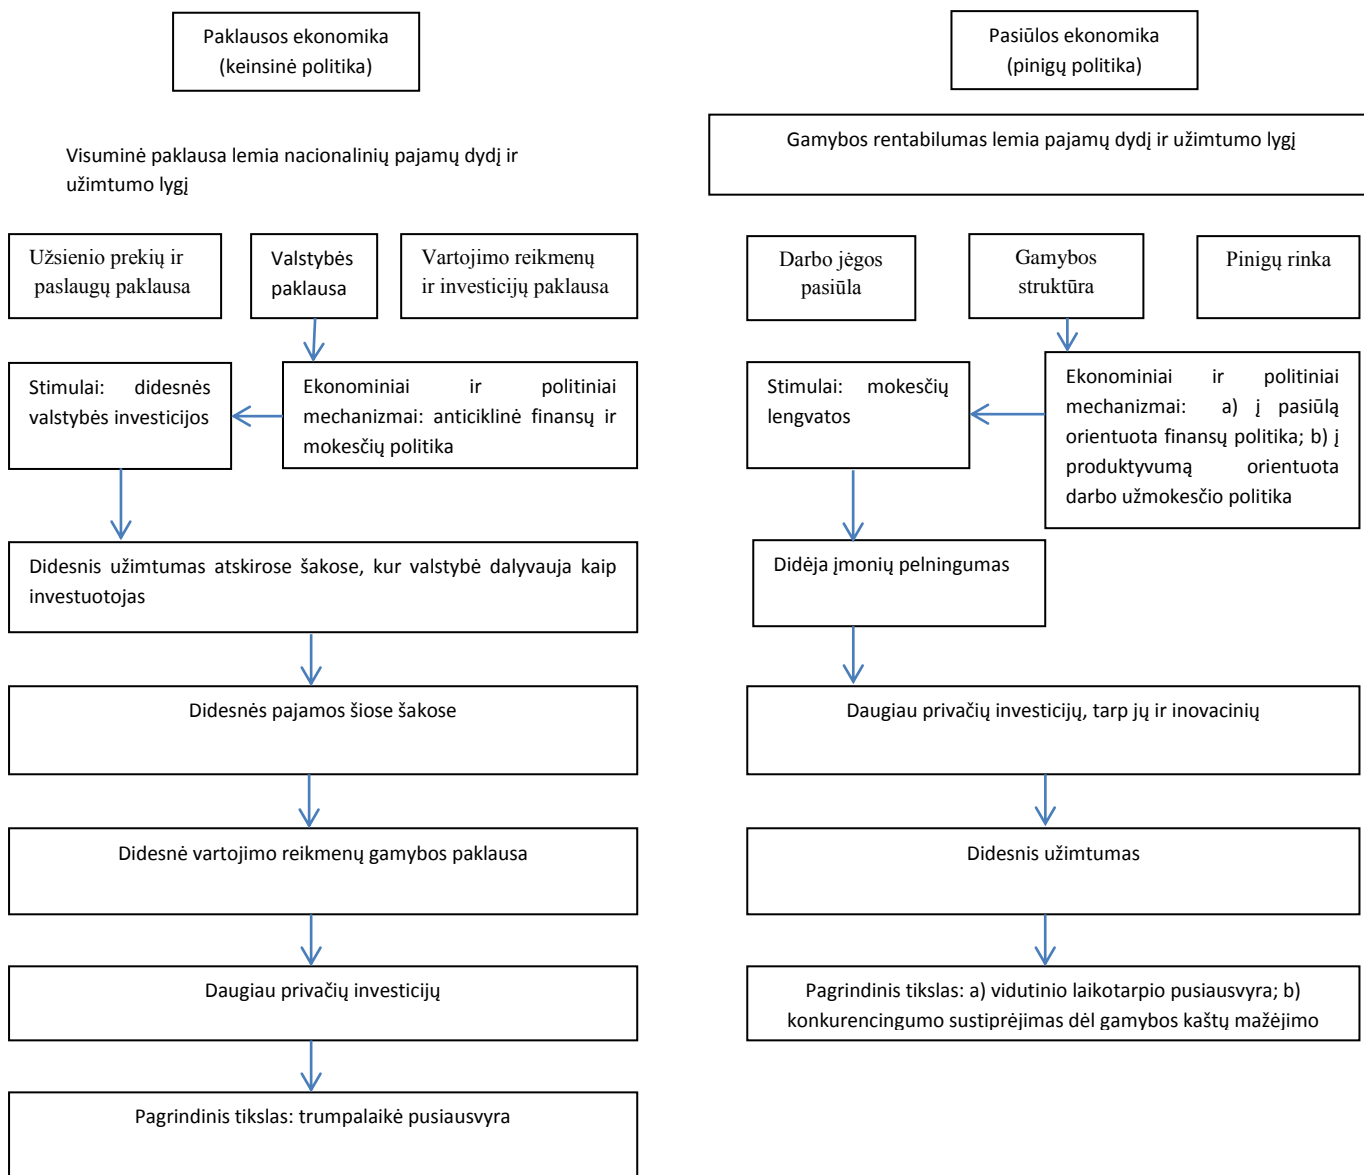 Paklausos ekonomika
(keinsinė politika)
Visuminė paklausa lemia nacionalinių pajamų dydį ir
užimtumo lygį
Užsienio prekių ir
paslaugų paklausa
Valstybės
paklausa
Vartojimo reikmenų
ir investicijų paklausa
Stimulai: didesnės
valstybės investicijos
Ekonominiai ir politiniai
mechanizmai: anticiklinė finansų ir
mokesčių politika
Didesnis užimtumas atskirose šakose, kur valstybė dalyvauja kaip
investuotojas
Didesnės pajamos šiose šakose
Didesnė vartojimo reikmenų gamybos paklausa
Daugiau privačių investicijų
Pagrindinis tikslas: trumpalaikė pusiausvyra
Pasiūlos ekonomika
(pinigų politika)
Gamybos rentabilumas lemia pajamų dydį ir užimtumo lygį
Darbo jėgos
pasiūla
Gamybos
struktūra
Pinigų rinka
Stimulai: mokesčių
lengvatos
Ekonominiai ir politiniai
mechanizmai: a) į pasiūlą
orientuota finsų politika; b) į
produktyvumą orientuota
darbo užmokesčio politika
Didėja įmonių pelningumas
Daugiau privačių investicijų, tarp jų ir inovacinių
Didesnis užimtumas
Pagrindinis tikslas: a) vidutinio laikotarpio pusiausvyra; b)
konkurencingumo sustiprėjimas dėl gamybos kaštų mažėjimo